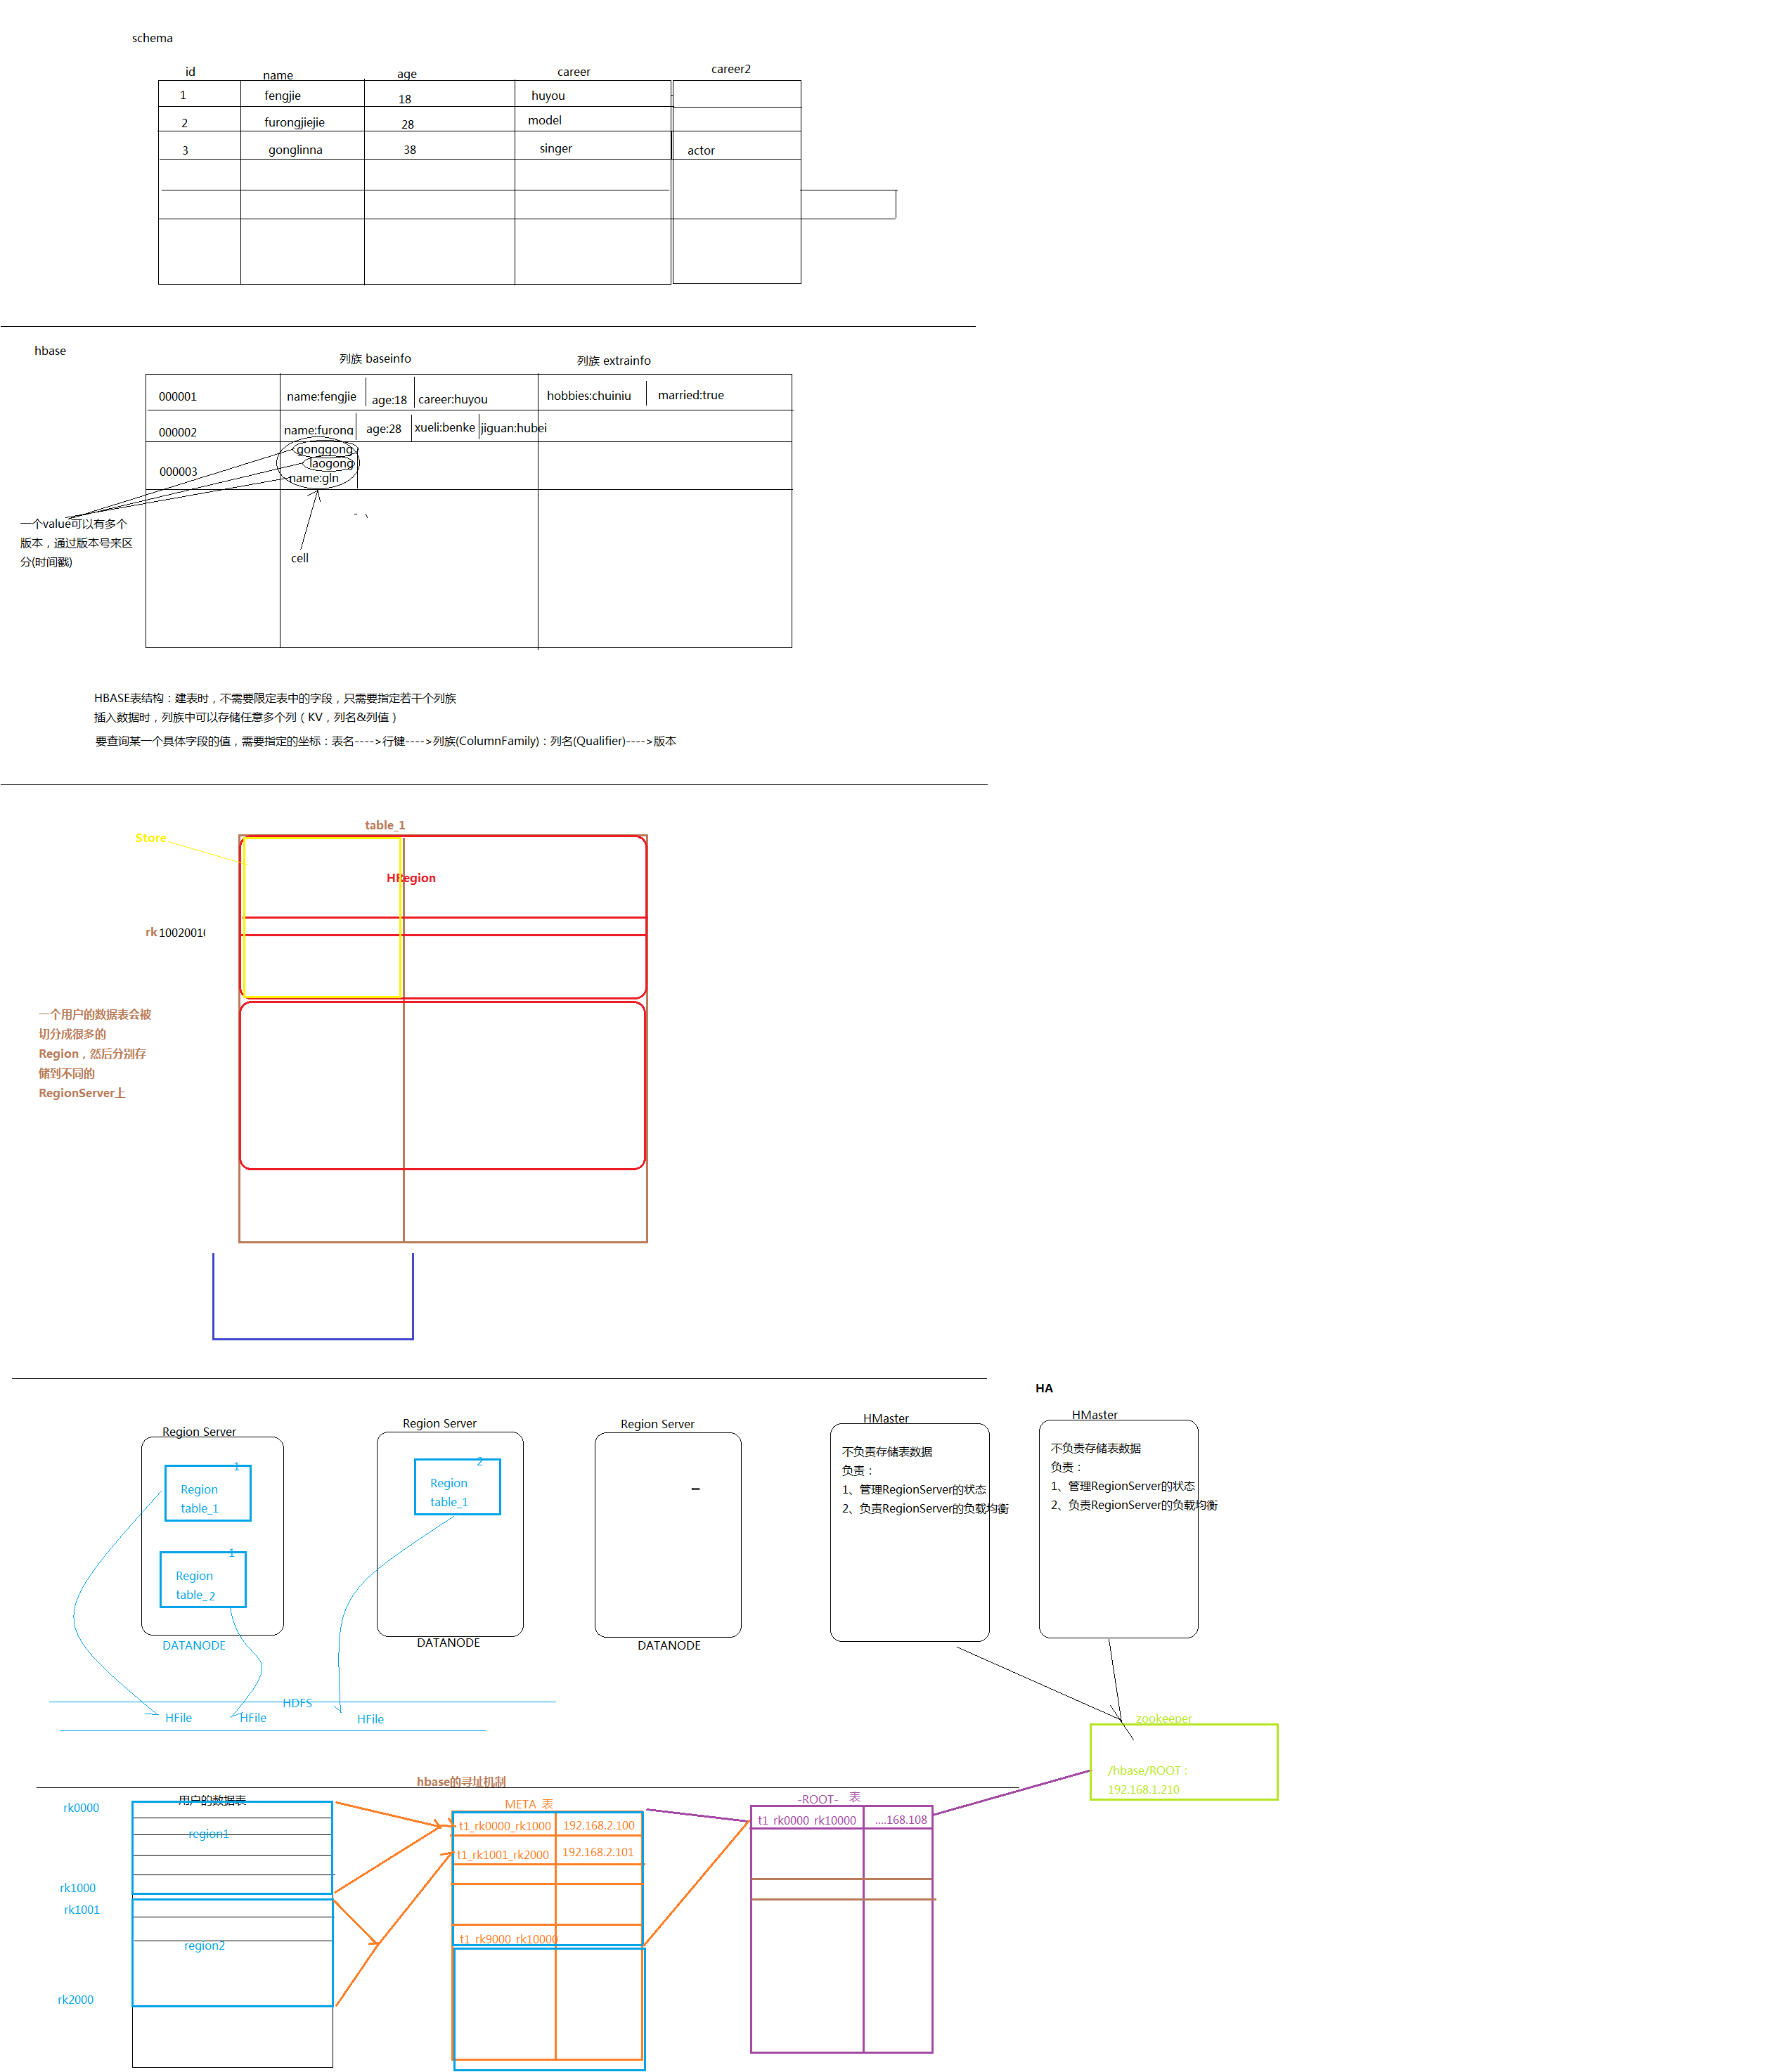 schema
id name age career career2
1 fengjie 18 huyou
2 furongjiejie 28 model
3 gonglinna 38 singer actor
hbase
列族 baseinfo 列族 extrainfo
000001 name:fengjie age:18 career:huyou hobbies:chuiniu married:true
000002 name:furong age:28 xueli:benke jiguan:hubei
gonggong
laogong
000003 name:gln
一个value可以有多个
版本，通过版本号来区
分(时间戳)
cell
HBASE表结构：建表时，不需要限定表中的字段，只需要指定若干个列族
插入数据时，列族中可以存储任意多个列（KV，列名&列值）
要查询某一个具体字段的值，需要指定的坐标：表名---->行键---->列族(ColumnFamily)：列名(Qualifier)---->版本
table_1
Store
HRegion
rk 1002001
一个用户的数据表会被
切分成很多的
Region，然后分别存
储到不同的
RegionServer上
HA
Region Server Region Server Region Server HMaster HMaster
1
Region
table_1
1
Region
table_2
DATANODE
2
Region
table_1
DATANODE
DATANODE
不负责存储表数据
负责：
1、管理RegionServer的状态
2、负责RegionServer的负载均衡
不负责存储表数据
负责：
1、管理RegionServer的状态
2、负责RegionServer的负载均衡
HDFS
HFile HFile HFile
zookeeper
/hbase/ROOT：
192.168.1.210
hbase的寻址机制
用户的数据表
rk0000
region1
rk1000
rk1001
region2
rk2000
META 表
t1_rk0000_rk1000 192.168.2.100
t1_rk1001_rk2000 192.168.2.101
t1_rk9000_rk10000
-ROOT- 表
t1_rk0000_rk10000 ....168.108